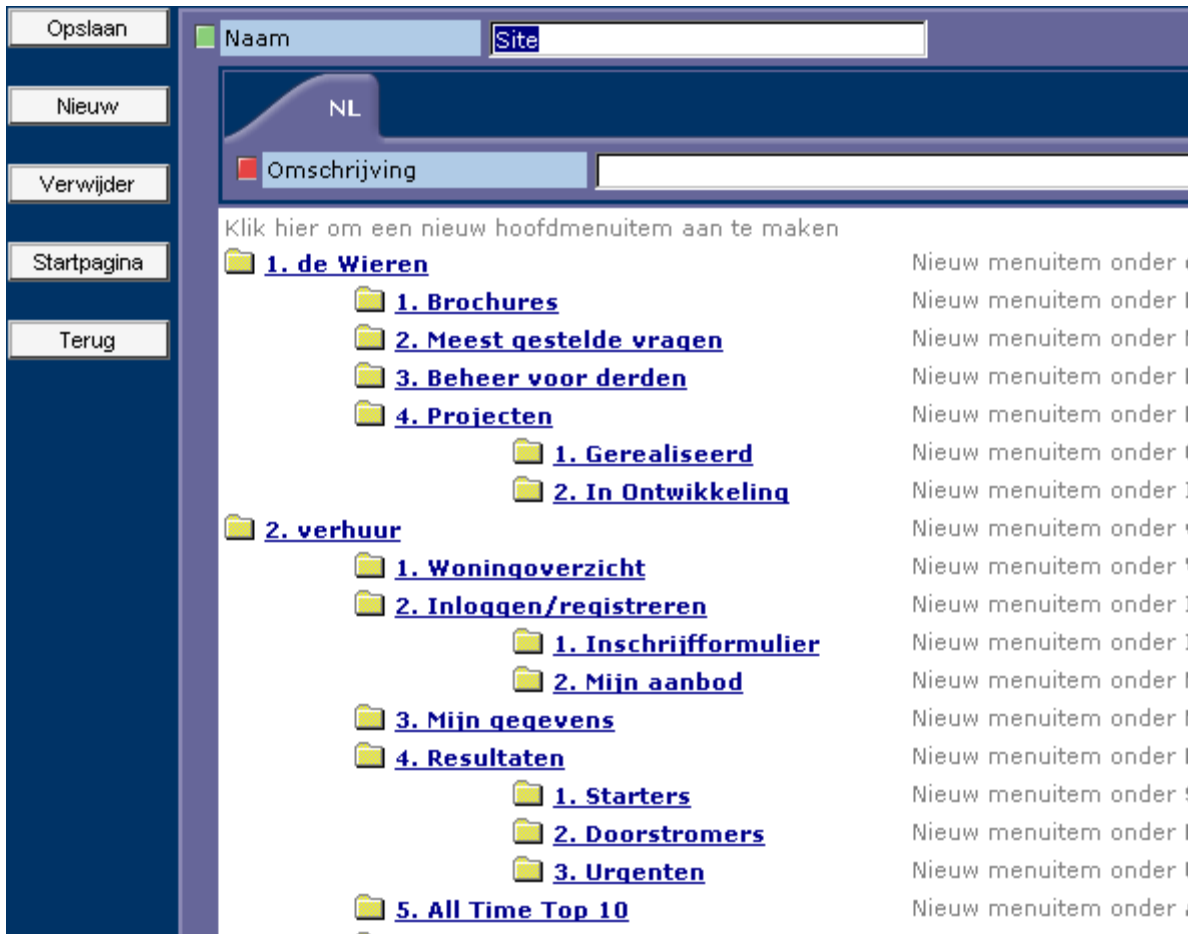 Opslaan
Nieuw
Verwijder
Startpagina
Terug
Naam Site
NL
Omschrijving
Klik hier om een nieuw hoofdmenuitem aan te maken
1. de Wieren Nieuw menuitem onder
1. Brochures Nieuw menuitem onder
2. Meest gestelde vragen Nieuw menuitem onder
3. Beheer voor derden Nieuw menuitem onder
4. Projecten Nieuw menuitem onder
1. Gerealiseerd Nieuw menuitem onder
2. In Ontwikkeling Nieuw menuitem onder
2. verhuur Nieuw menuitem onder
1. Woningoverzicht Nieuw menuitem onder
2. Inloggen/registreren Nieuw menuitem onder
1. Inschrijfformulier Nieuw menuitem onder
2. Mijn aanbod Nieuw menuitem onder
3. Mijn gegevens Nieuw menuitem onder
4. Resultaten Nieuw menuitem onder
1. Starters Nieuw menuitem onder
2. Doorstromers Nieuw menuitem onder
3. Urgenten Nieuw menuitem onder
5. All Time Top 10 Nieuw menuitem onder